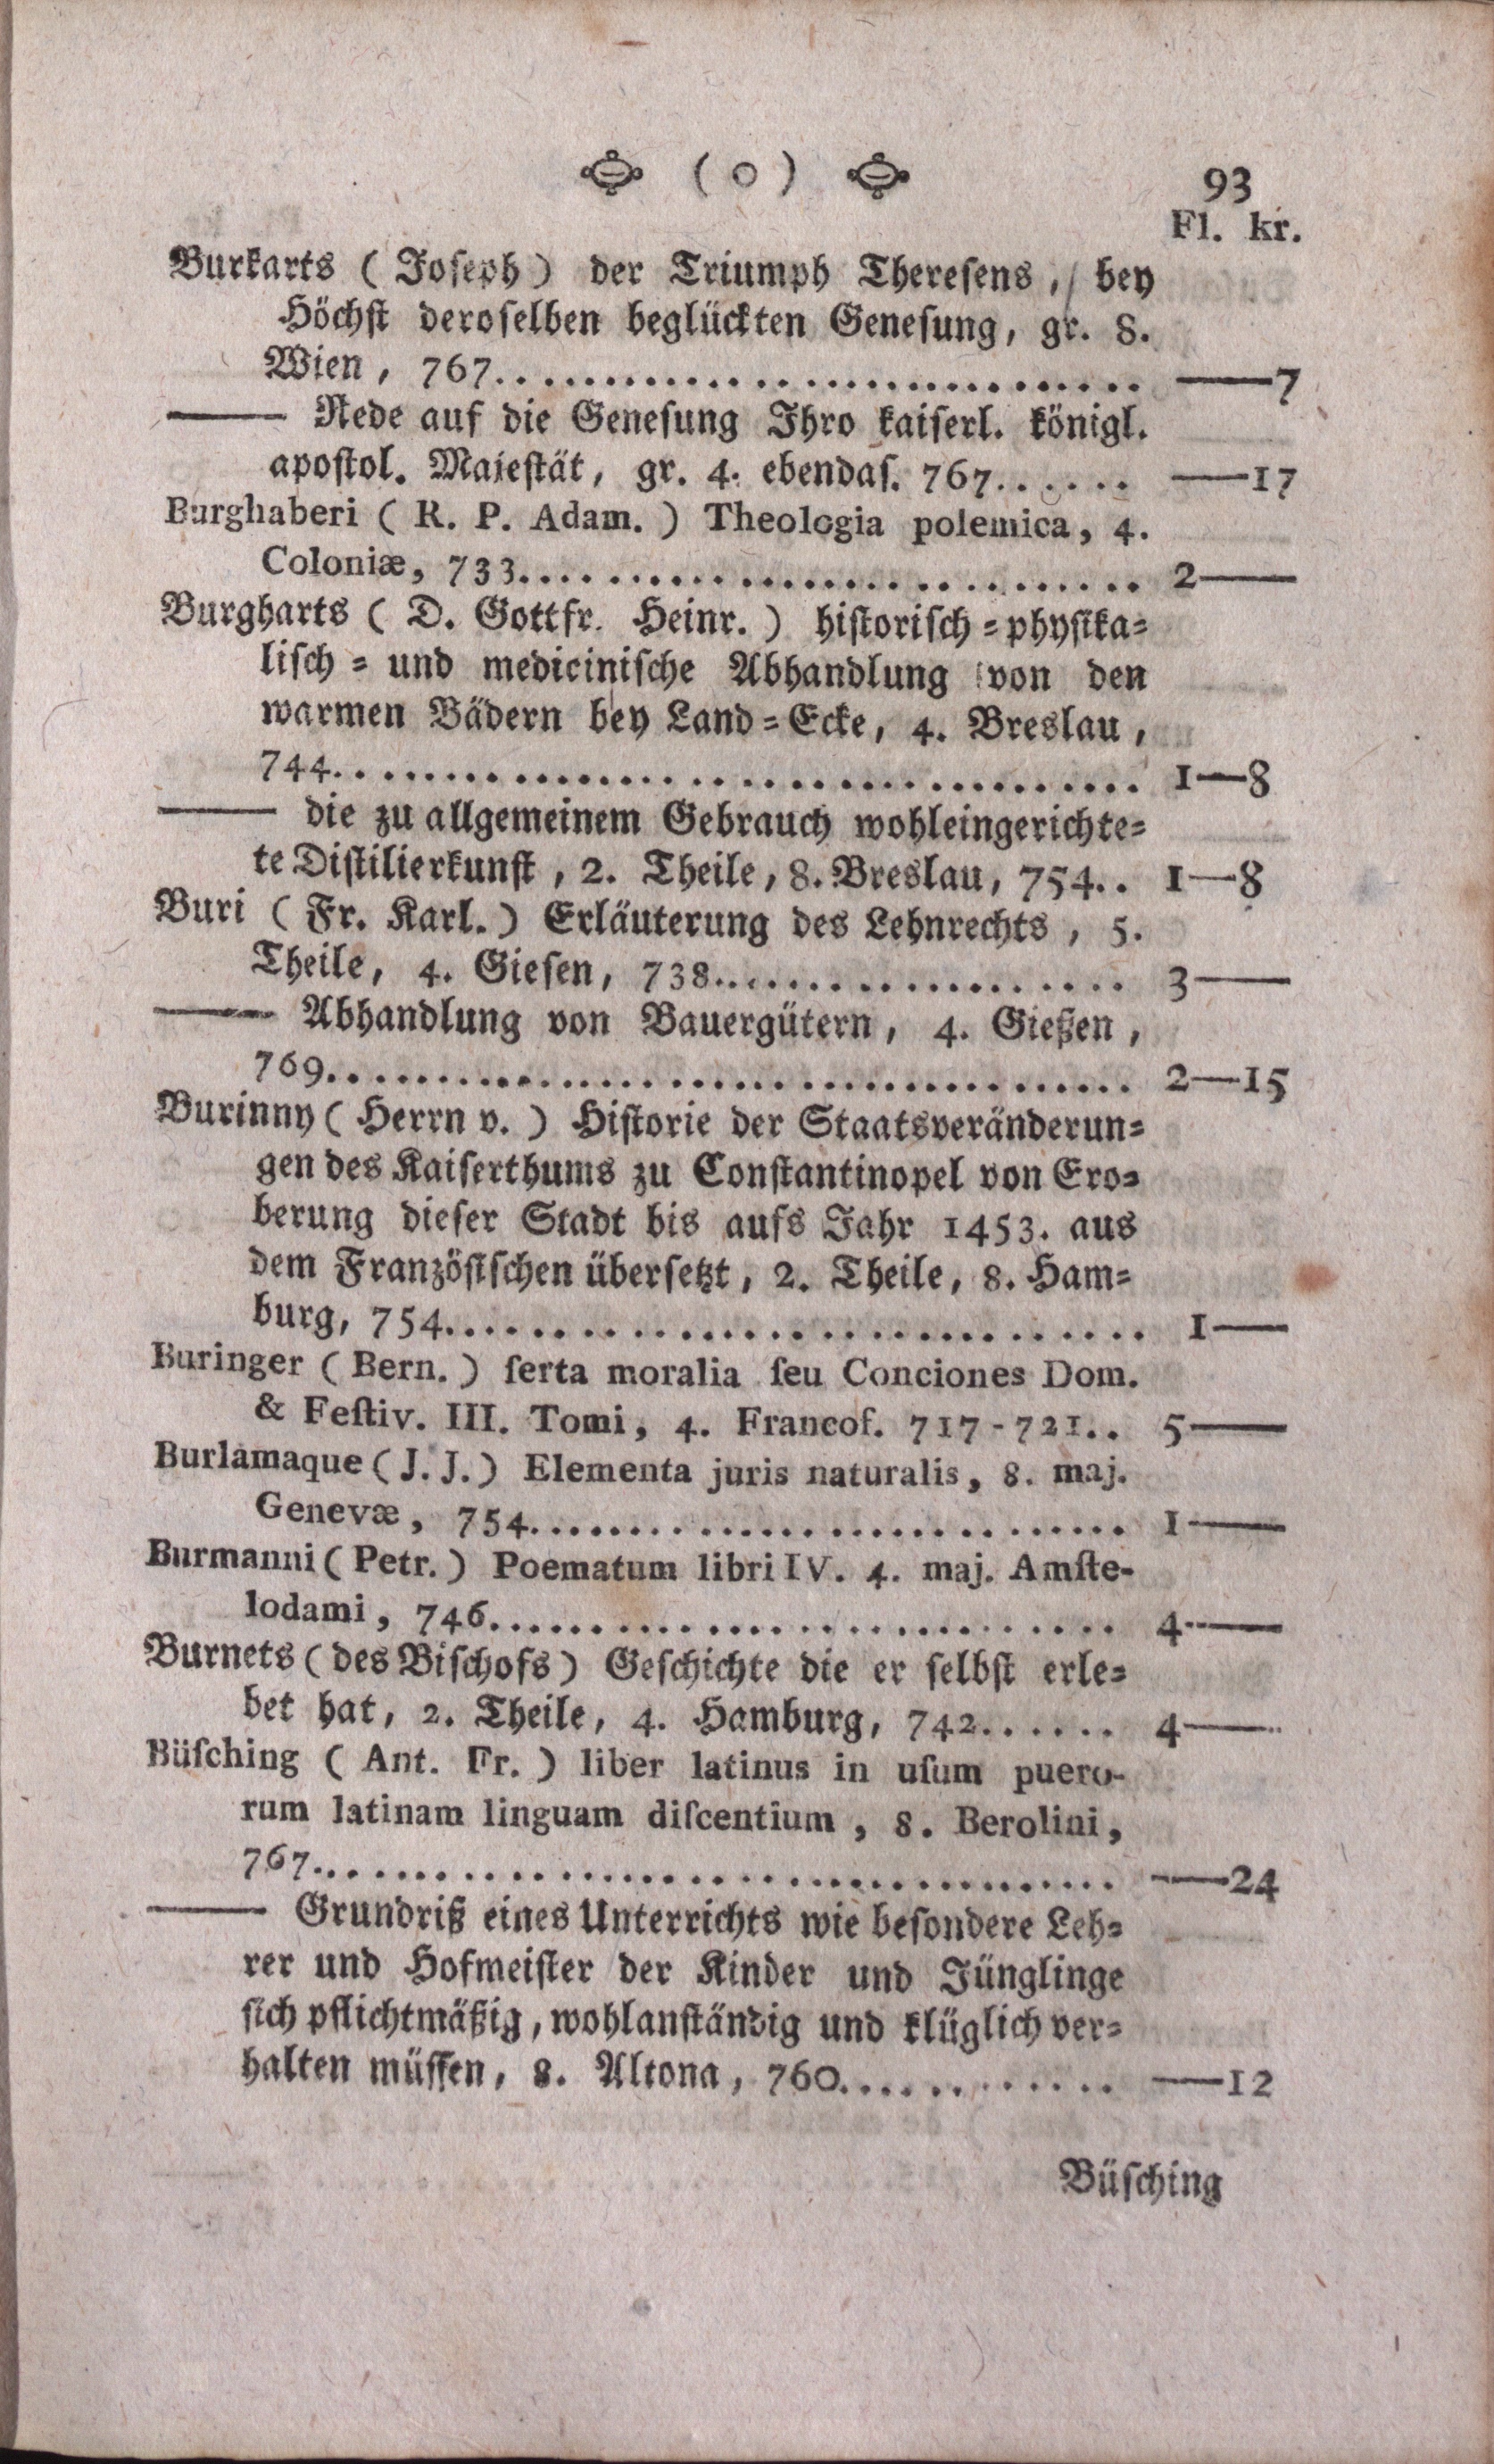 ( o ) 93
Fl. kr.
Burkarts ( Joseph ) der Triumph Theresens, bey
Höchst deroselben beglückten Genesung, gr. 8.
Wien, 767. . . . . . . . . . . . . . . . . . . . . . . . . . . . . . ——7
—— Rede auf die Genesung Ihro kaiserl. königl.
apostol. Majestät, gr. 4. ebendas. 767. . . . . . . ——17
Burghaberi ( R. P. Adam. ) Theologia polemica, 4.
Coloniæ, 733. . . . . . . . . . . . . . . . . . . . . . . . . . . . 2——
Burgharts ( D. Gottfr. Heinr. ) historisch=physika=
lisch= und medicinische Abhandlung von den
warmen Bädern bey Land=Ecke, 4. Breslau,
744. . . . . . . . . . . . . . . . . . . . . . . . . . . . . . . . . . . 1—8
—— die zu allgemeinem Gebrauch wohleingerichte=
te Distilierkunst, 2. Theile, 8. Breslau, 754. . 1—8
Buri ( Fr. Karl. ) Erläuterung des Lehnrechts, 5.
Theile, 4. Giesen, 738. . . . . . . . . . . . . . . . . . . 3——
—— Abhandlung von Bauergütern, 4. Gießen,
769. . . . . . . . . . . . . . . . . . . . . . . . . . . . . . . . . . . 2—15
Burinny ( Herrn v. ) Historie der Staatsveränderun=
gen des Kaiserthums zu Constantinopel von Ero=
berung dieser Stadt bis aufs Jahr 1453. aus
dem Französischen übersetzt, 2. Theile, 8. Ham=
burg, 754. . . . . . . . . . . . . . . . . . . . . . . . . . . . . . 1——
Buringer ( Bern. ) ſerta moralia ſeu Conciones Dom.
& Feſtiv. III. Tomi, 4. Francof. 717-721. . 5——
Burlamaque ( J. J. ) Elementa juris naturalis, 8. maj.
Genevæ, 754. . . . . . . . . . . . . . . . . . . . . . . . . . . 1——
Burmanni ( Petr. ) Poematum libri IV. 4. maj. Amſte-
lodami, 746. . . . . . . . . . . . . . . . . . . . . . . . . . . . 4——
Burnets ( des Bischofs ) Geschichte die er selbst erle=
bet hat, 2. Theile, 4. Hamburg, 742. . . . . . 4——
Büſching ( Ant. Fr. ) liber latinus in uſum puero-
rum latinam linguam diſcentium, 8. Berolini,
767. . . . . . . . . . . . . . . . . . . . . . . . . . . . . . . . . . . ——24
—— Grundriß eines Unterrichts wie besondere Leh=
rer und Hofmeister der Kinder und Jünglinge
sich pflichtmäßig, wohlanständig und klüglich ver=
halten müssen, 8. Altona, 760. . . . . . . . . . . . ——12
Büsching